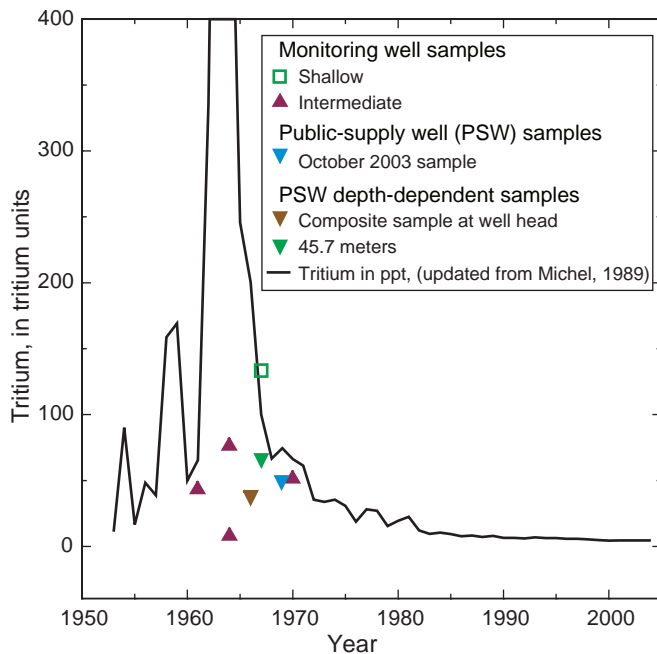 Tritium, in tritium units
400
300
200
100
0
Monitoring well samples
Shallow
Intermediate
Public-supply well (PSW) samples
October 2003 sample
PSW depth-dependent samples
Composite sample at well head
45.7 meters
Tritium in ppt, (updated from Michel, 1989)
1950 1960 1970 1980 1990 2000
Year